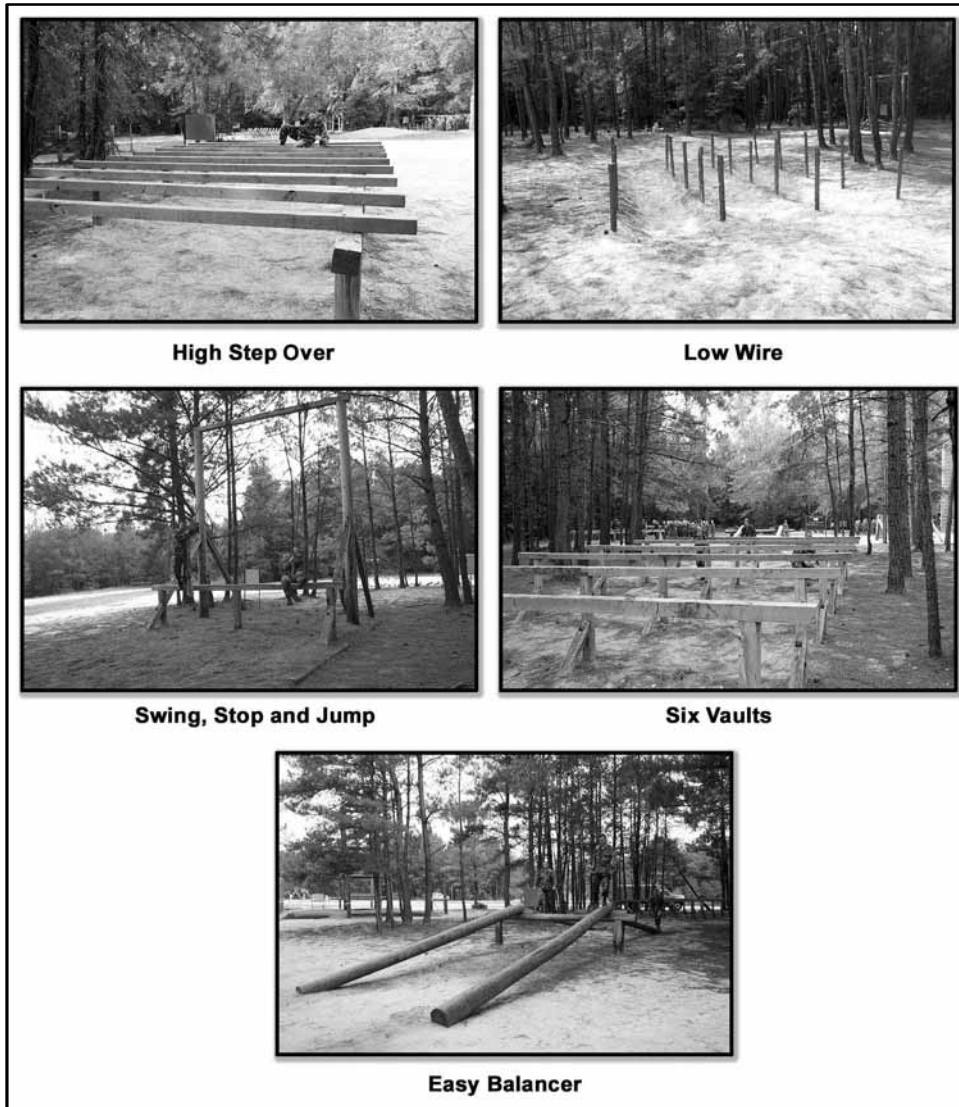 High Step Over
Low Wire
Swing, Stop and Jump
Six Vaults
Easy Balancer